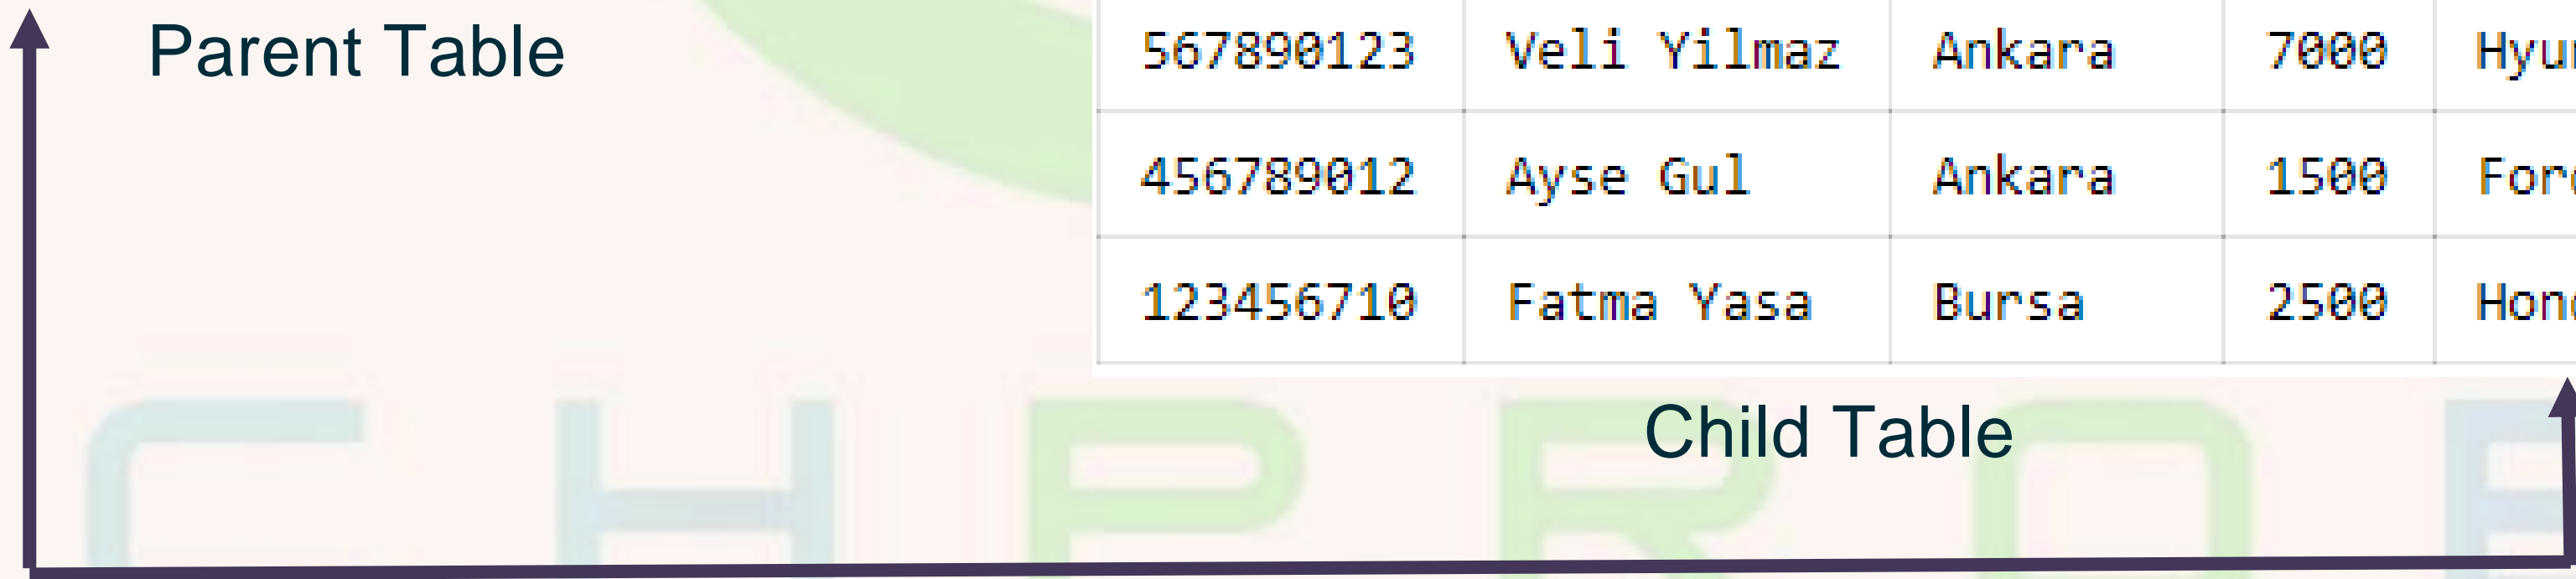 Parent Table
567890123 Veli Yilmaz Ankara 7000
456789012 Ayse Gul Ankara 1500
123456710 Fatma Yasa Bursa 2500
Child Table